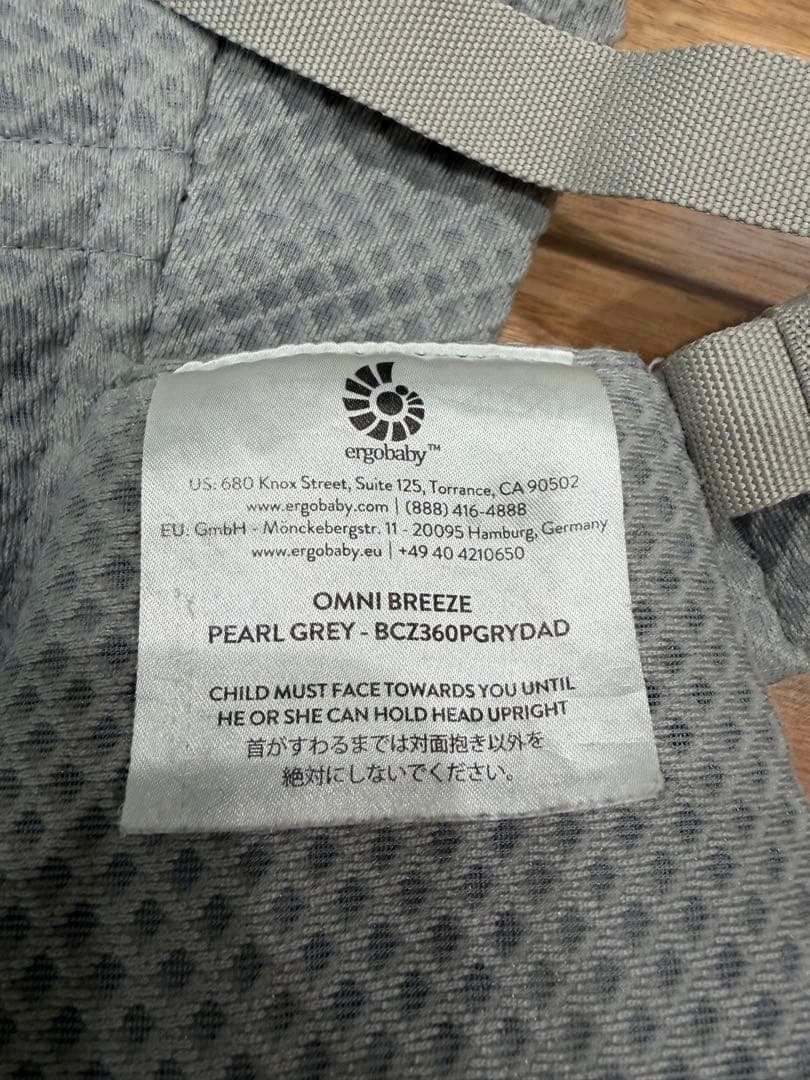 ergobaby™
US: 680 Knox Street, Suite 125, Torrance, CA 90502
www.ergobaby.com | (888) 416-4888
EU. GmbH - Mönckebergstr. 11 - 20095 Hamburg, Germany
www.ergobaby.eu | +49 40 4210650
OMNI BREEZE
PEARL GREY - BCZ360PGRYDAD
CHILD MUST FACE TOWARDS YOU UNTIL
HE OR SHE CAN HOLD HEAD UPRIGHT
首がすわるまでは対面抱き以外を
絶対にしないでください。